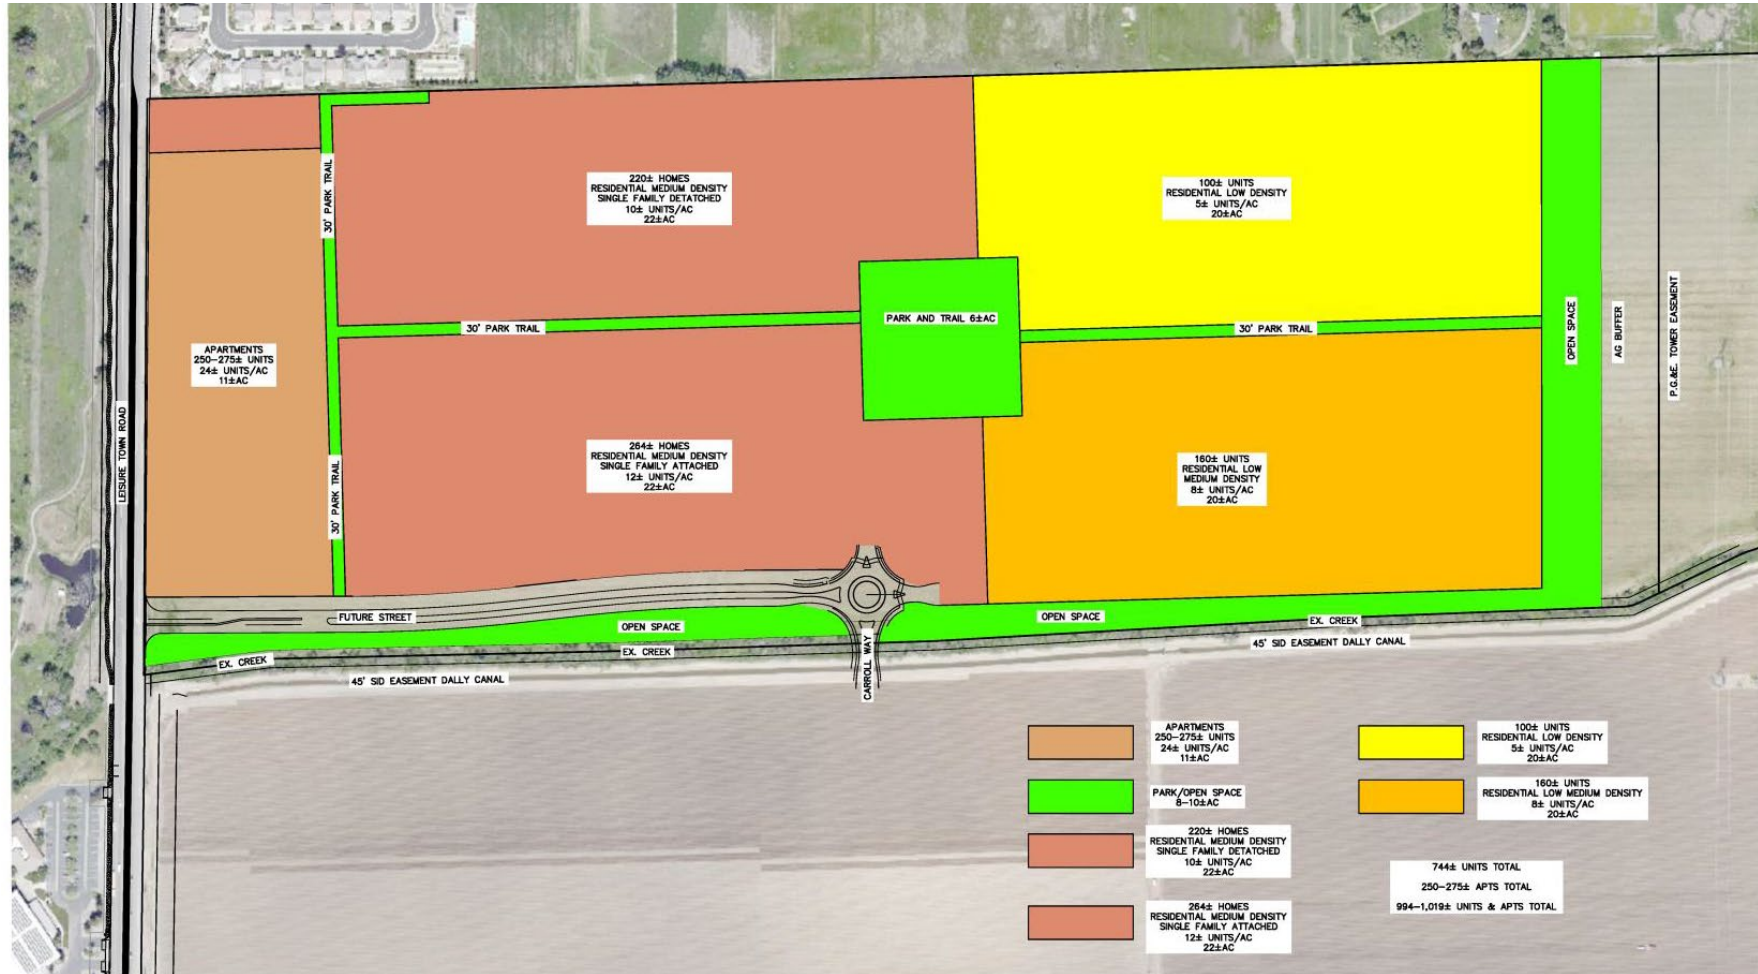 220± HOMES
RESIDENTIAL MEDIUM DENSITY
SINGLE FAMILY DETATCHED
10± UNITS/AC
22±AC
100± UNITS
RESIDENTIAL LOW DENSITY
5± UNITS/AC
20±AC
30' PARK TRAIL
PARK AND TRAIL 6±AC
30' PARK TRAIL
30' PARK TRAIL
OPEN SPACE
AG BUFFER
P.G.&E. TOWER EASEMENT
APARTMENTS
250-275± UNITS
24± UNITS/AC
11±AC
LEISURE TOWN ROAD
30' PARK TRAIL
264± HOMES
RESIDENTIAL MEDIUM DENSITY
SINGLE FAMILY ATTACHED
12± UNITS/AC
22±AC
160± UNITS
RESIDENTIAL LOW
MEDIUM DENSITY
8± UNITS/AC
20±AC
FUTURE STREET
OPEN SPACE
OPEN SPACE
EX. CREEK
EX. CREEK
EX. CREEK
45' SID EASEMENT DALLY CANAL
45' SID EASEMENT DALLY CANAL
CARROLL WAY
APARTMENTS
250-275± UNITS
24± UNITS/AC
11±AC
PARK/OPEN SPACE
8-10±AC
220± HOMES
RESIDENTIAL MEDIUM DENSITY
SINGLE FAMILY DETATCHED
10± UNITS/AC
22±AC
264± HOMES
RESIDENTIAL MEDIUM DENSITY
SINGLE FAMILY ATTACHED
12± UNITS/AC
22±AC
100± UNITS
RESIDENTIAL LOW DENSITY
5± UNITS/AC
20±AC
160± UNITS
RESIDENTIAL LOW MEDIUM DENSITY
8± UNITS/AC
20±AC
744± UNITS TOTAL
250-275± APTS TOTAL
994-1,019± UNITS & APTS TOTAL